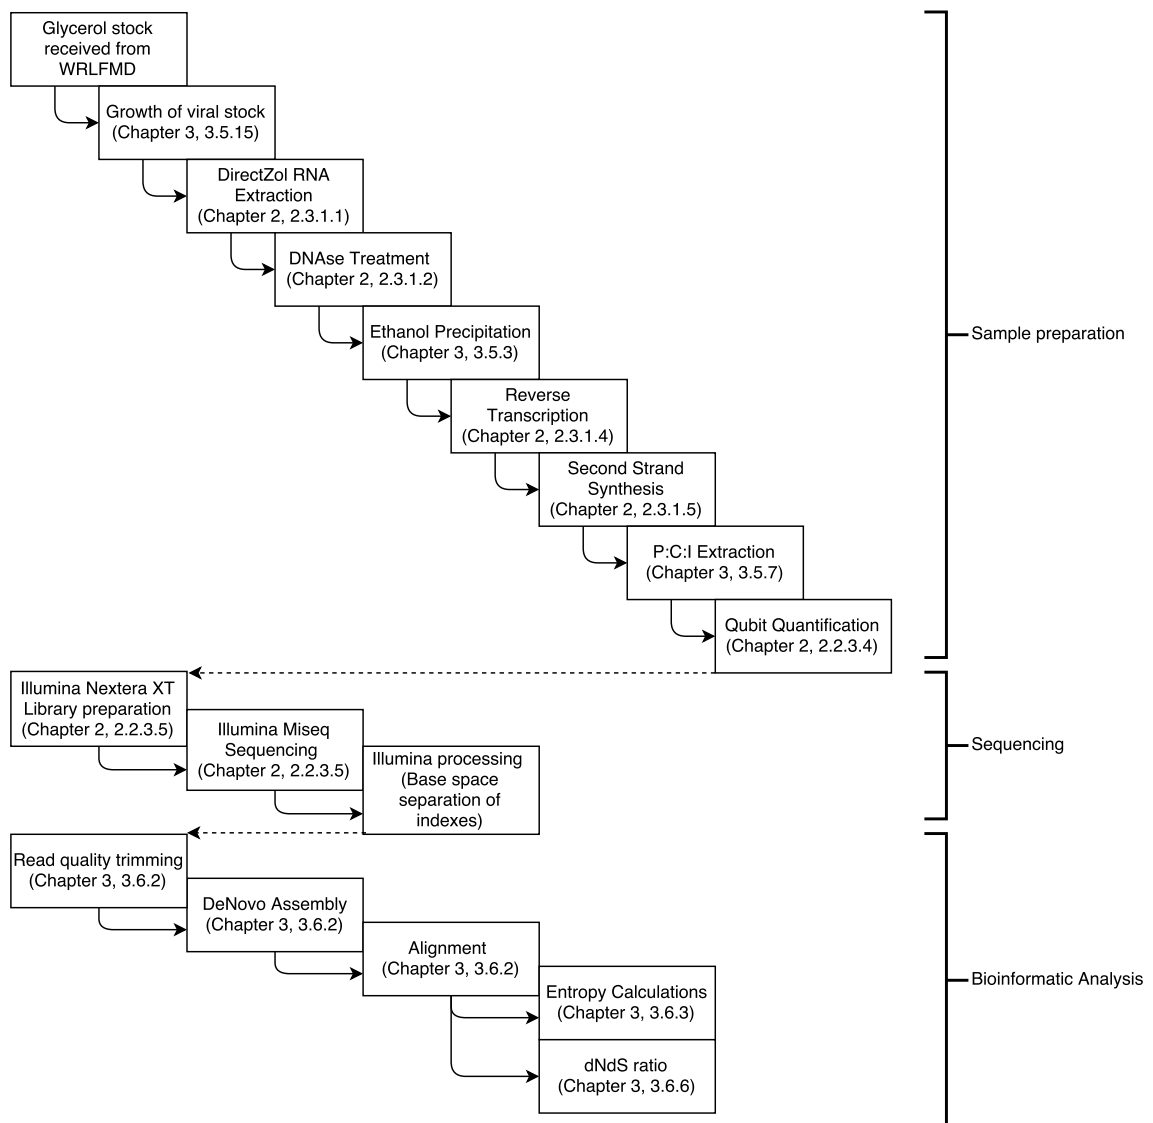 Glycerol stock
received from
WRLFMD
Growth of viral stock
(Chapter 3, 3.5.15)
DirectZol RNA
Extraction
(Chapter 2, 2.3.1.1)
DNAse Treatment
(Chapter 2, 2.3.1.2)
Ethanol Precipitation
(Chapter 3, 3.5.3)
Reverse
Transcription
(Chapter 2, 2.3.1.4)
Second Strand
Synthesis
(Chapter 2, 2.3.1.5)
P:C:I Extraction
(Chapter 3, 3.5.7)
Qubit Quantification
(Chapter 2, 2.2.3.4)
Sample preparation
Illumina Nextera XT
Library preparation
(Chapter 2, 2.2.3.5)
Illumina Miseq
Sequencing
(Chapter 2, 2.2.3.5)
Illumina processing
(Base space
separation of
indexes)
Sequencing
Read quality trimming
(Chapter 3, 3.6.2)
DeNovo Assembly
(Chapter 3, 3.6.2)
Alignment
(Chapter 3, 3.6.2)
Entropy Calculations
(Chapter 3, 3.6.3)
dNdS ratio
(Chapter 3, 3.6.6)
Bioinformatic Analysis